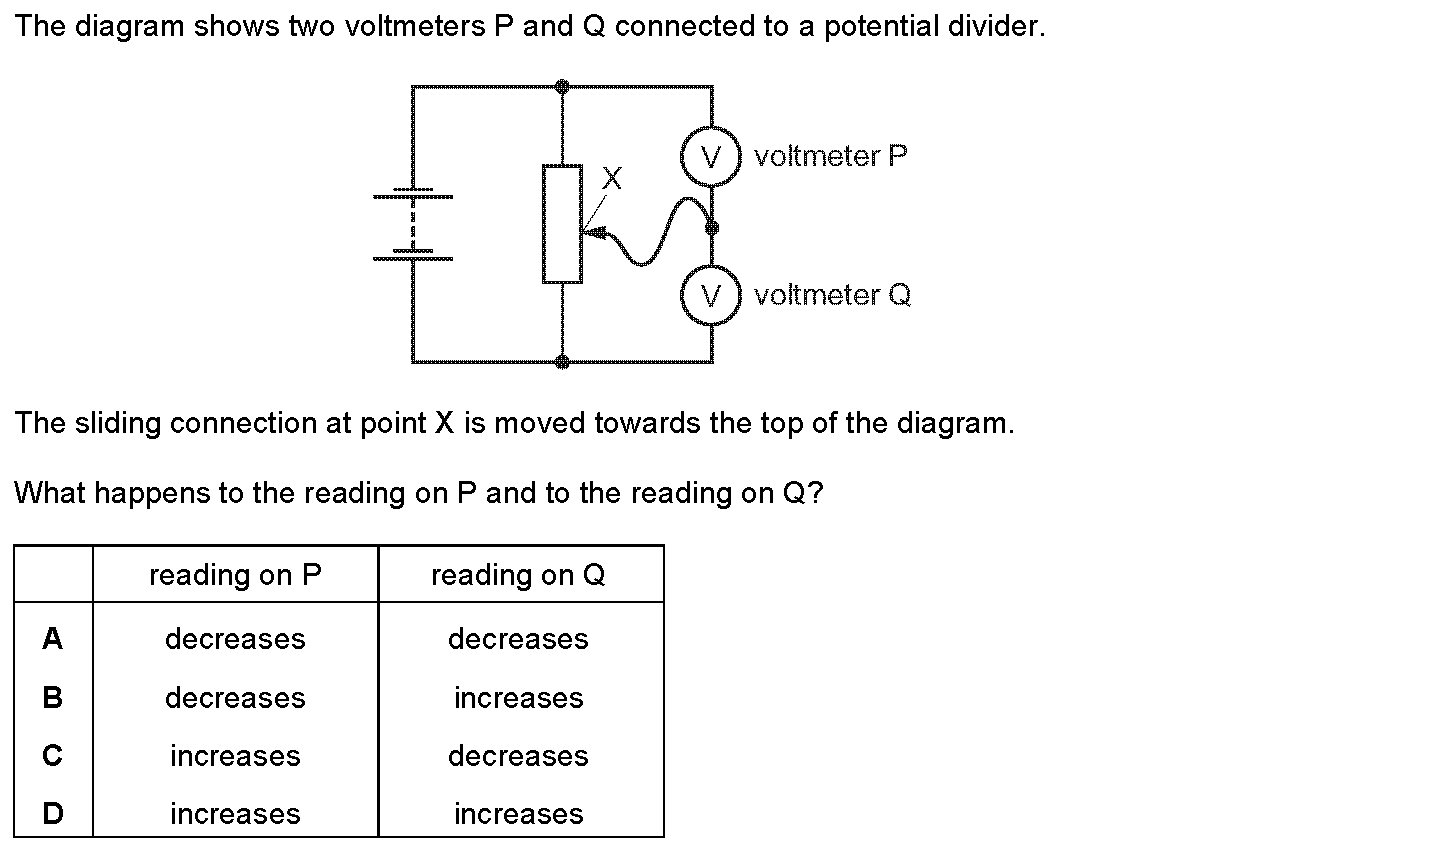 The diagram shows two voltmeters P and Q connected to a potential divider.
V voltmeter P
X
V voltmeter Q
The sliding connection at point X is moved towards the top of the diagram.
What happens to the reading on P and to the reading on Q?
reading on P reading on Q
A decreases decreases
B decreases increases
C increases decreases
D increases increases